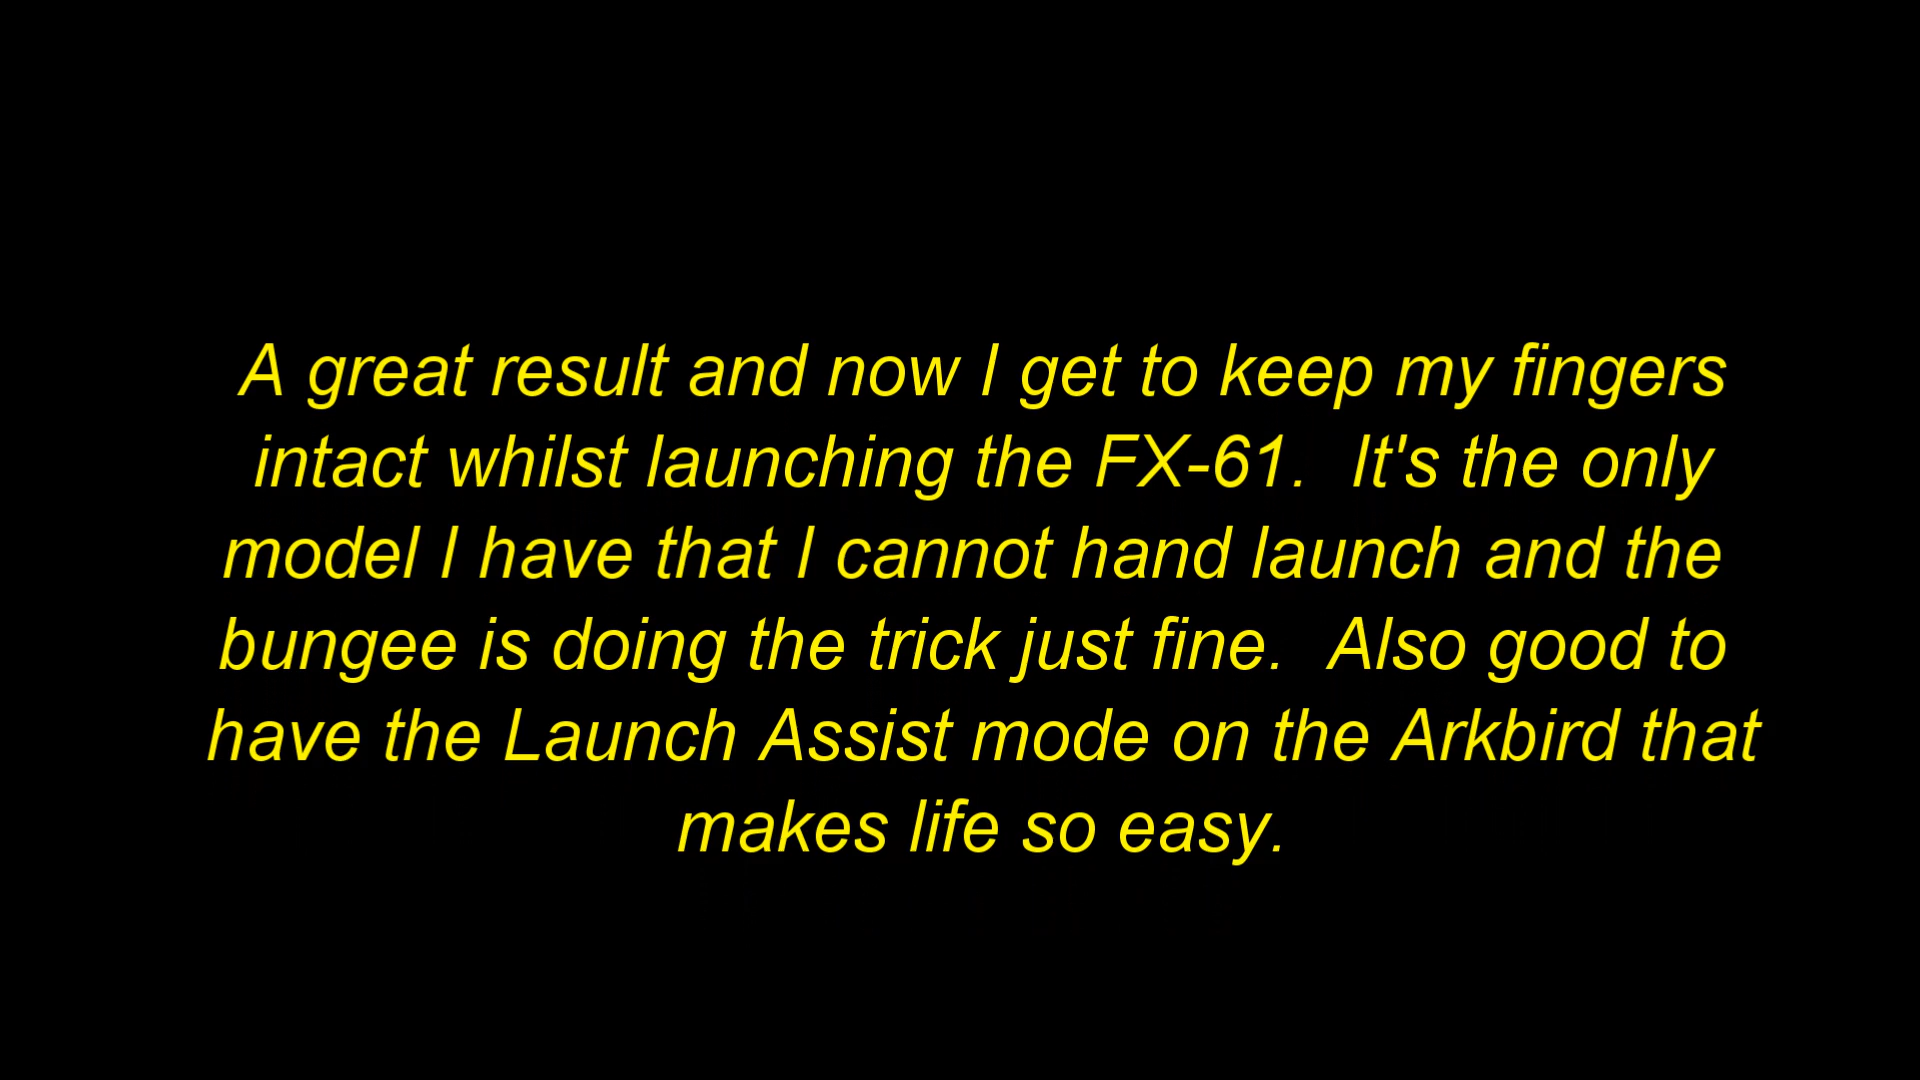 A great result and now I get to keep my fingers
intact whilst launching the FX-61.  It's the only
model I have that I cannot hand launch and the
bungee is doing the trick just fine.  Also good to
have the Launch Assist mode on the Arkbird that
makes life so easy.